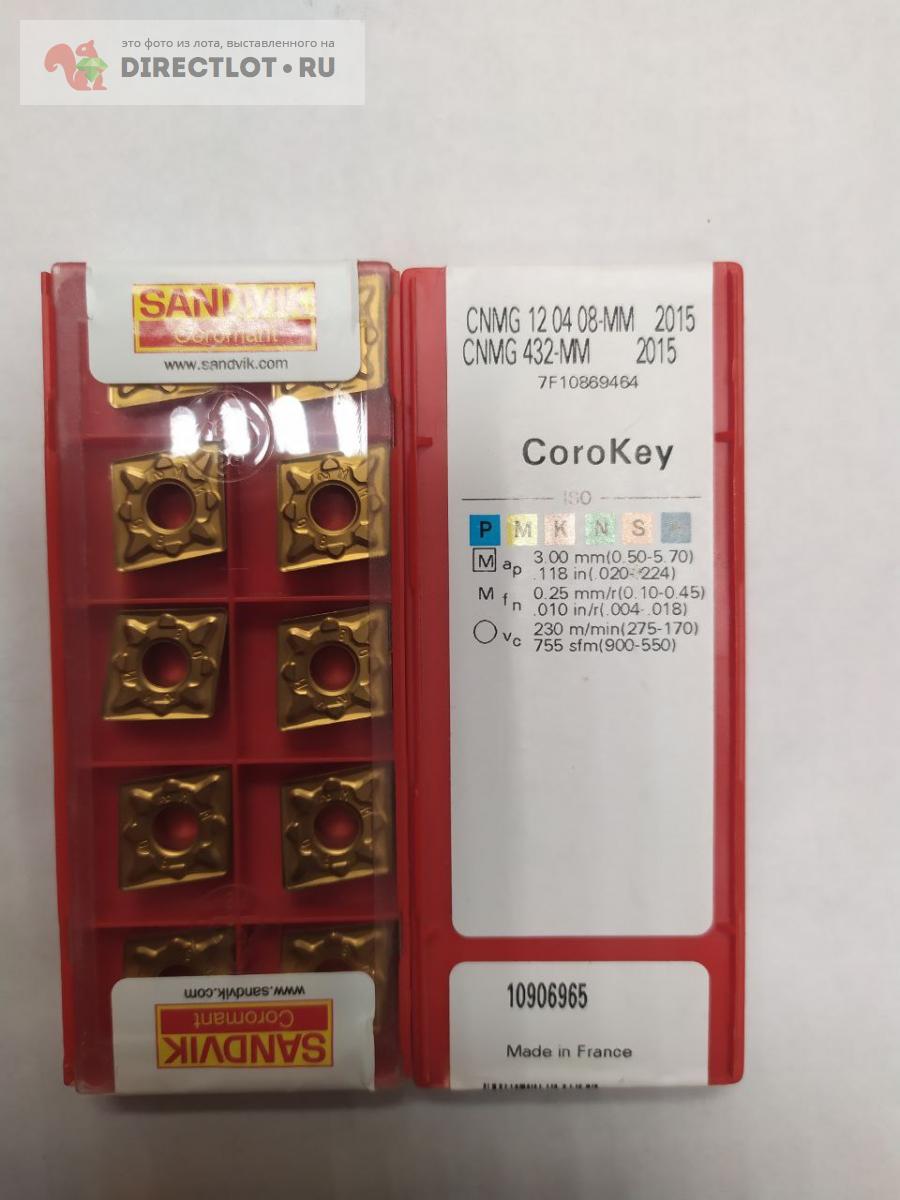 это фото из лота, выставленного на
DIRECTLOT.RU
SANDVIK
Coromant
www.sandvik.com
www.sandvik.com
Coromant
SANDVIK
CNMG 12 04 08-MM 2015
CNMG 432-MM 2015
7F10869464
CoroKey
ISO
P M K N S
M ap 3.00 mm(0.50-5.70)
.118 in(.020-.224)
M fn 0.25 mm/r(0.10-0.45)
.010 in/r(.004-.018)
vc 230 m/min(275-170)
755 sfm(900-550)
10906965
Made in France